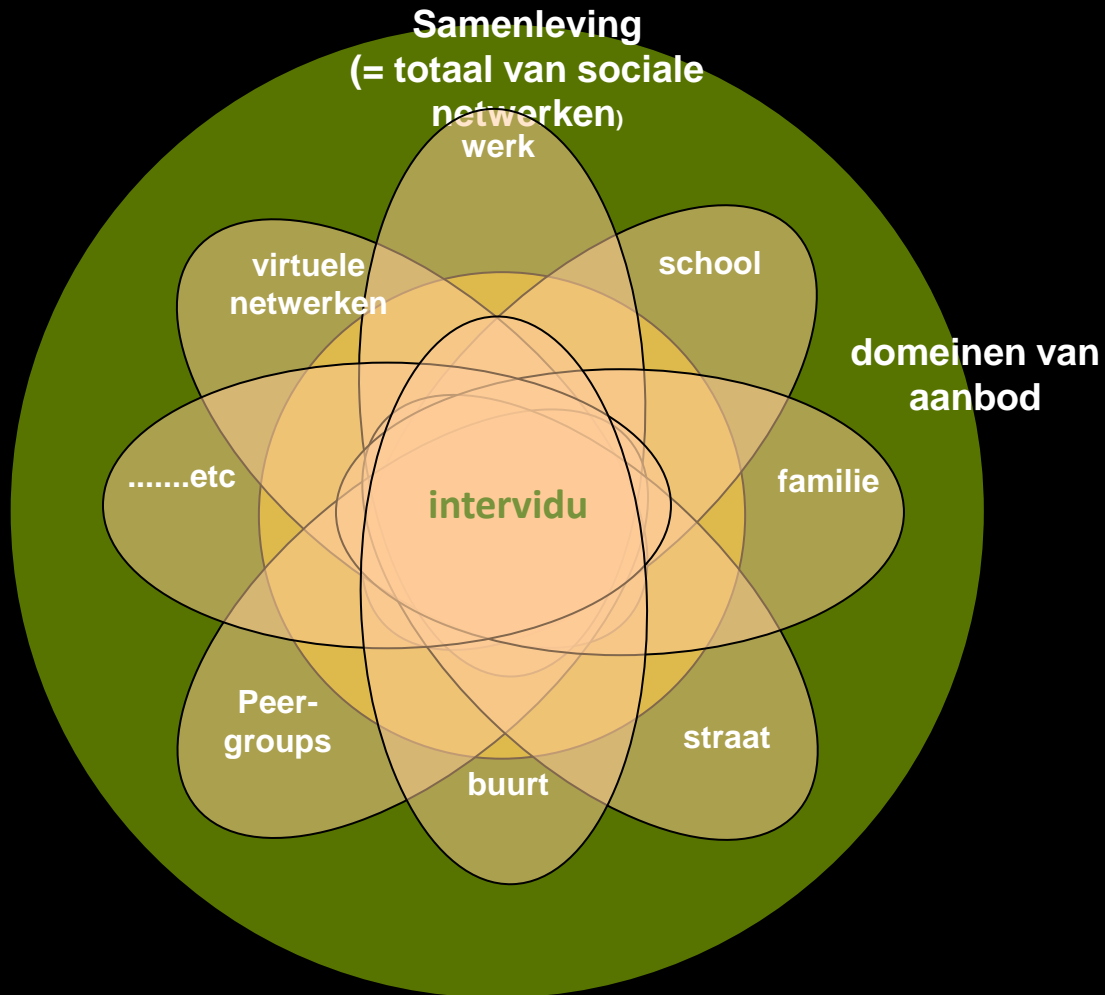 Samenleving
(= totaal van sociale
netwerken)
werk
virtuele
netwerken
school
domeinen van
aanbod
.......etc
familie
intervidu
Peer-
groups
straat
buurt